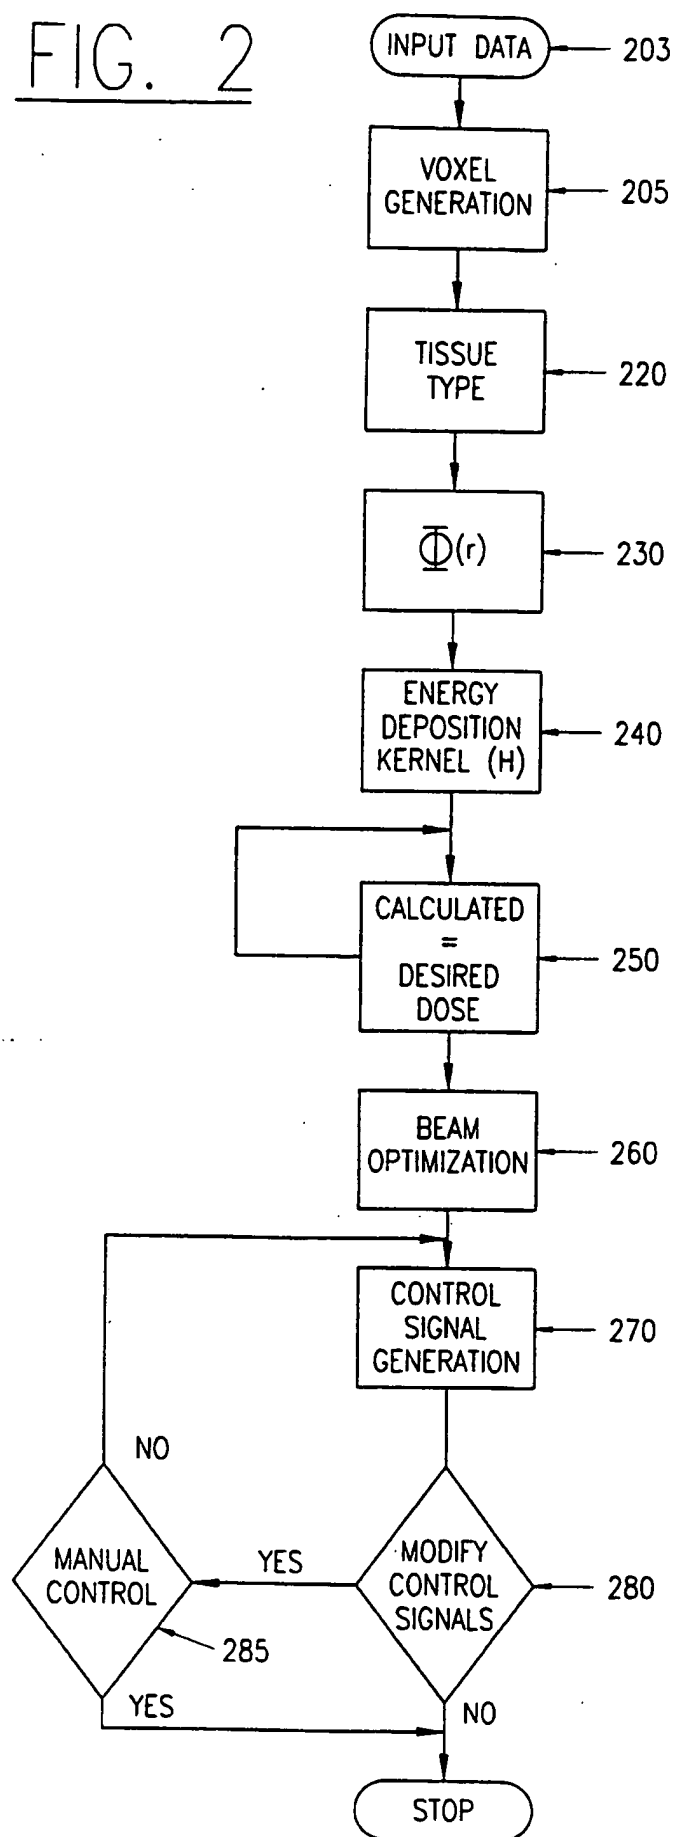 FIG. 2
INPUT DATA
203
VOXEL
GENERATION
205
TISSUE
TYPE
220
Φ(r)
230
ENERGY
DEPOSITION
KERNEL (H)
240
CALCULATED
=
DESIRED
DOSE
250
BEAM
OPTIMIZATION
260
CONTROL
SIGNAL
GENERATION
270
NO
MANUAL
CONTROL
285
YES
MODIFY
CONTROL
SIGNALS
280
YES
NO
STOP